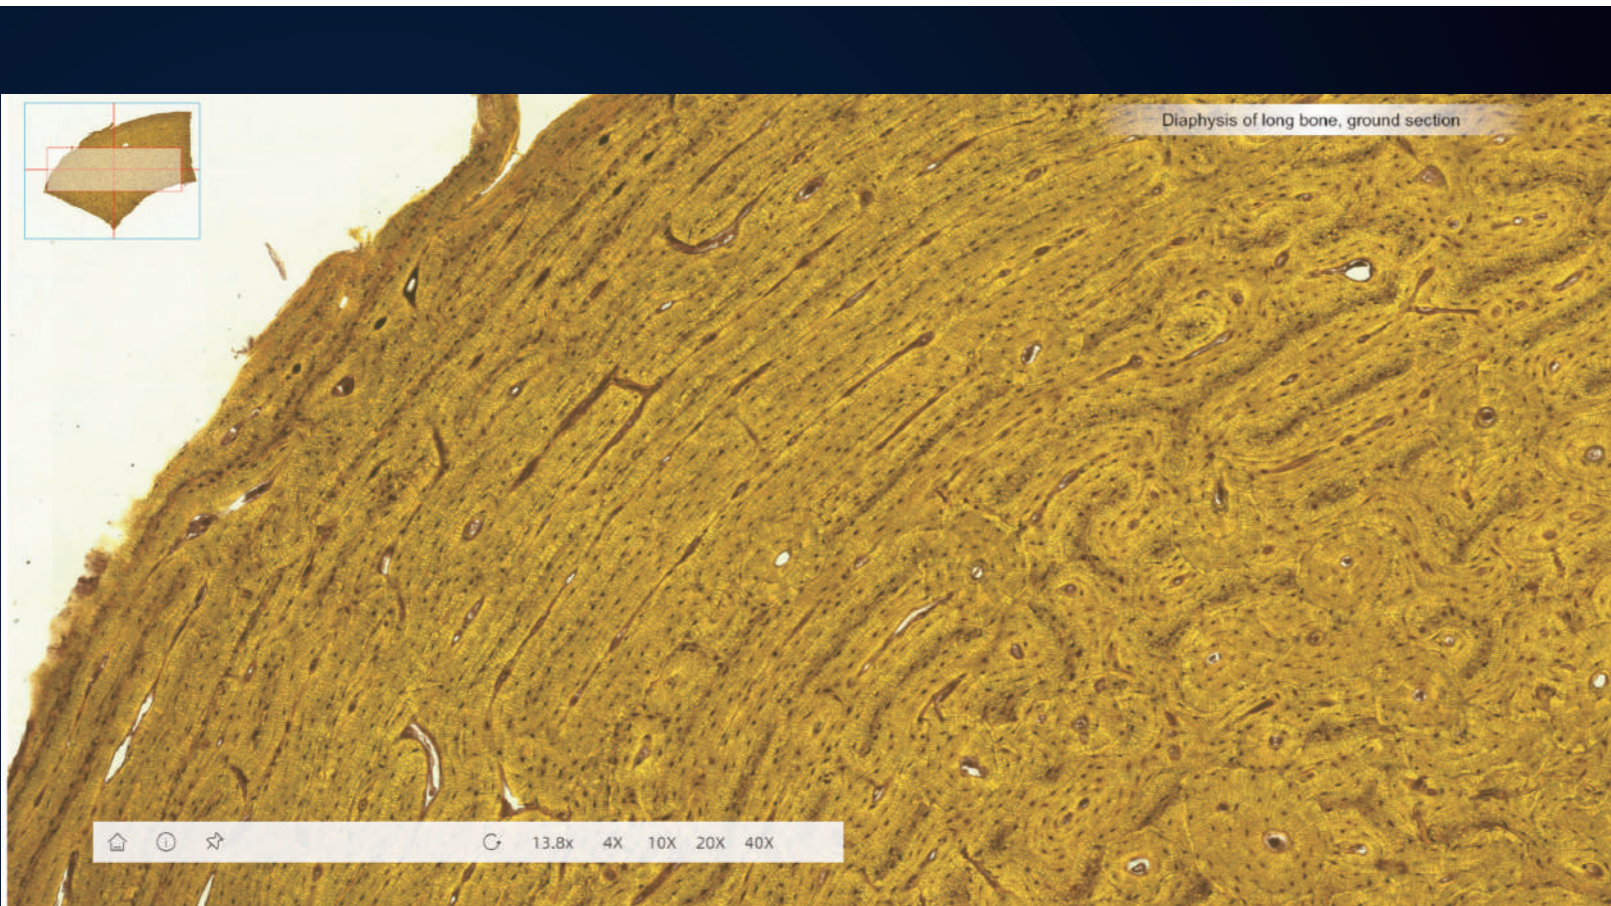 Diaphysis of long bone, ground section
13.8x 4X 10X 20X 40X